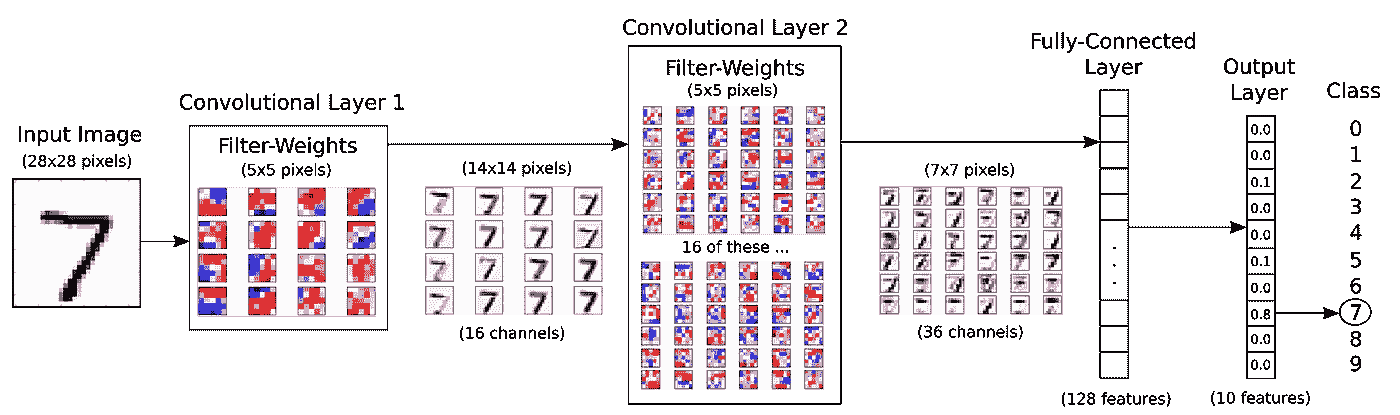 Input Image
(28x28 pixels)
Convolutional Layer 1
Filter-Weights
(5x5 pixels)
(14x14 pixels)
(16 channels)
Convolutional Layer 2
Filter-Weights
(5x5 pixels)
16 of these ...
(7x7 pixels)
(36 channels)
Fully-Connected
Layer
(128 features)
Output
Layer
0.0
0.0
0.1
0.0
0.0
0.1
0.0
0.8
0.0
0.0
(10 features)
Class
0
1
2
3
4
5
6
7
8
9